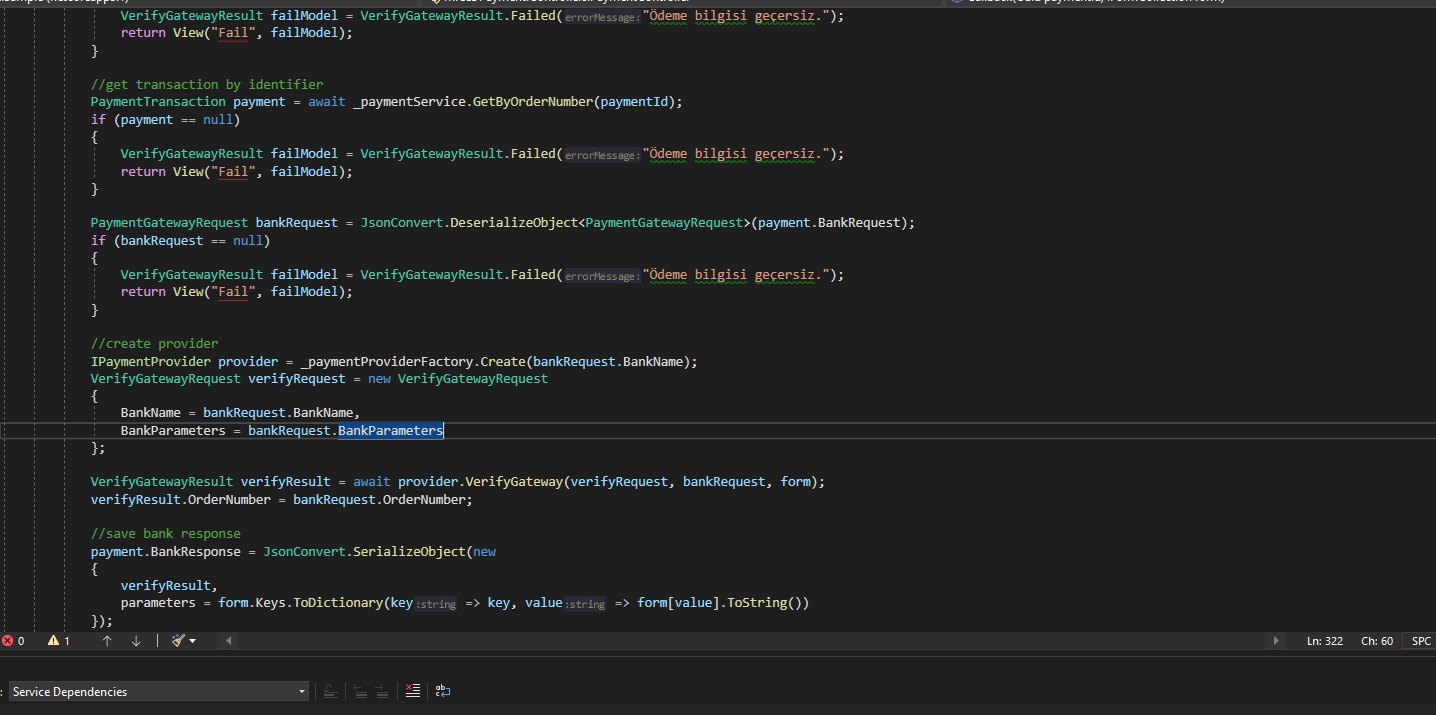 VerifyGatewayResult failModel = VerifyGatewayResult.Failed(errorMessage: "Ödeme bilgisi geçersiz.");
return View("Fail", failModel);
}
//get transaction by identifier
PaymentTransaction payment = await _paymentService.GetByOrderNumber(paymentId);
if (payment == null)
{
VerifyGatewayResult failModel = VerifyGatewayResult.Failed(errorMessage: "Ödeme bilgisi geçersiz.");
return View("Fail", failModel);
}
PaymentGatewayRequest bankRequest = JsonConvert.DeserializeObject<PaymentGatewayRequest>(payment.BankRequest);
if (bankRequest == null)
{
VerifyGatewayResult failModel = VerifyGatewayResult.Failed(errorMessage: "Ödeme bilgisi geçersiz.");
return View("Fail", failModel);
}
//create provider
IPaymentProvider provider = _paymentProviderFactory.Create(bankRequest.BankName);
VerifyGatewayRequest verifyRequest = new VerifyGatewayRequest
{
BankName = bankRequest.BankName,
BankParameters = bankRequest.BankParameters
};
VerifyGatewayResult verifyResult = await provider.VerifyGateway(verifyRequest, bankRequest, form);
verifyResult.OrderNumber = bankRequest.OrderNumber;
//save bank response
payment.BankResponse = JsonConvert.SerializeObject(new
{
verifyResult,
parameters = form.Keys.ToDictionary(key:string => key, value:string => form[value].ToString())
});
0 1 Ln: 322 Ch: 60 SPC
: Service Dependencies